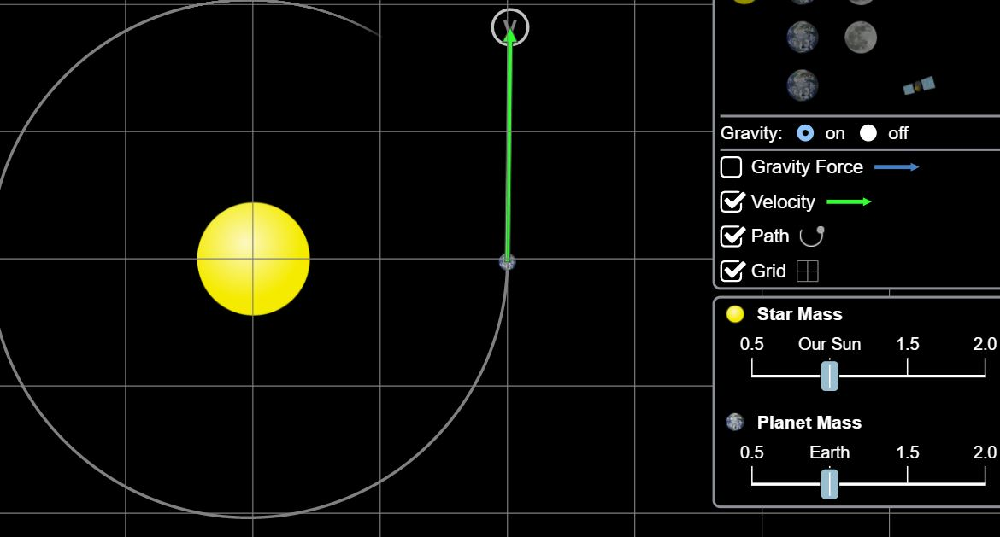 V
Gravity: on off
Gravity Force
Velocity
Path
Grid
Star Mass
0.5 Our Sun 1.5 2.0
Planet Mass
0.5 Earth 1.5 2.0